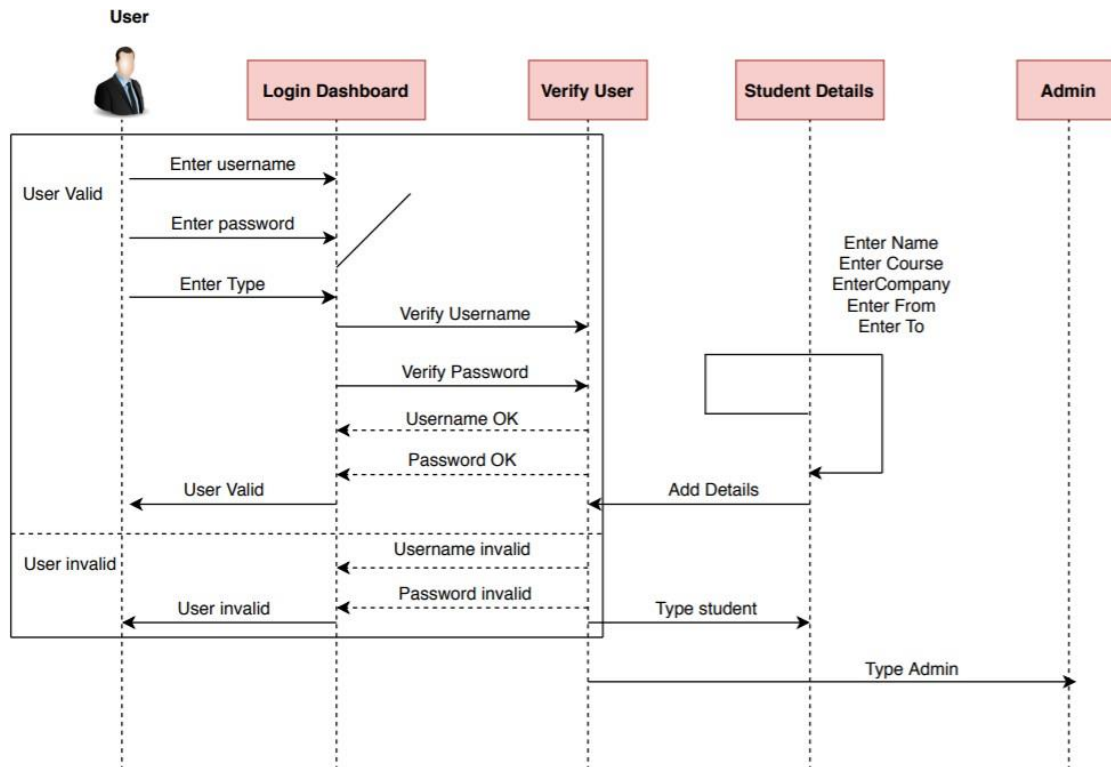 User
Login Dashboard
Verify User
Student Details
Admin
Enter username
User Valid
Enter password
Enter Name
Enter Course
EnterCompany
Enter From
Enter To
Enter Type
Verify Username
Verify Password
Username OK
Password OK
User Valid
Add Details
Username invalid
User invalid
Password invalid
User invalid
Type student
Type Admin